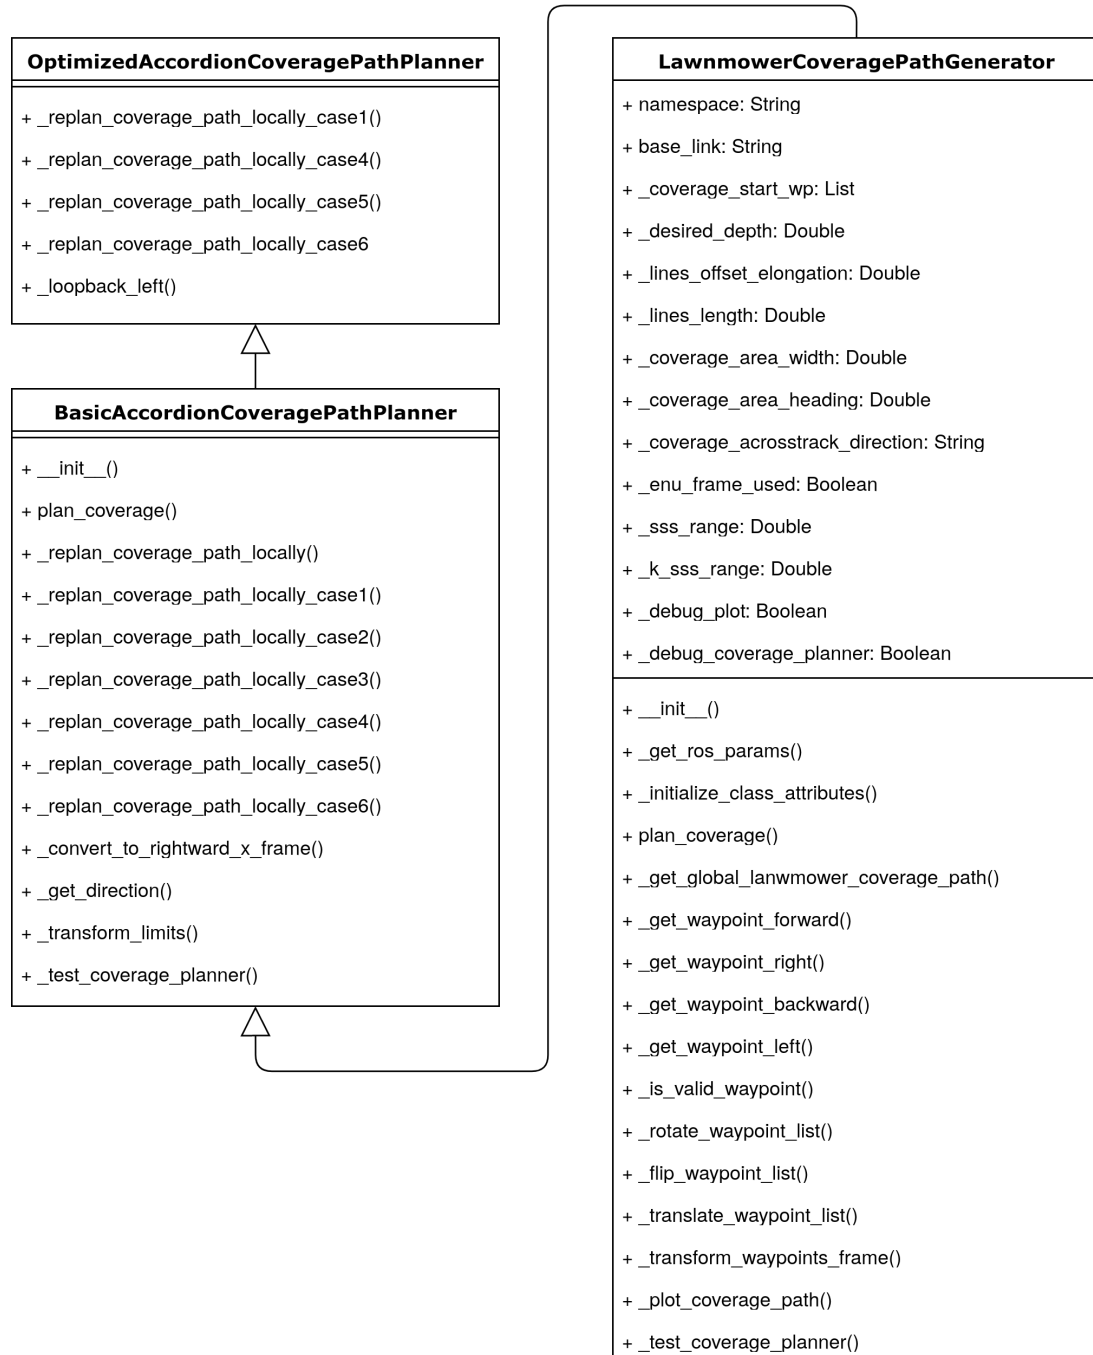 OptimizedAccordionCoveragePathPlanner
+ _replan_coverage_path_locally_case1()
+ _replan_coverage_path_locally_case4()
+ _replan_coverage_path_locally_case5()
+ _replan_coverage_path_locally_case6
+ _loopback_left()
BasicAccordionCoveragePathPlanner
+ __init__()
+ plan_coverage()
+ _replan_coverage_path_locally()
+ _replan_coverage_path_locally_case1()
+ _replan_coverage_path_locally_case2()
+ _replan_coverage_path_locally_case3()
+ _replan_coverage_path_locally_case4()
+ _replan_coverage_path_locally_case5()
+ _replan_coverage_path_locally_case6()
+ _convert_to_rightward_x_frame()
+ _get_direction()
+ _transform_limits()
+ _test_coverage_planner()
LawnmowerCoveragePathGenerator
+ namespace: String
+ base_link: String
+ _coverage_start_wp: List
+ _desired_depth: Double
+ _lines_offset_elongation: Double
+ _lines_length: Double
+ _coverage_area_width: Double
+ _coverage_area_heading: Double
+ _coverage_acrosstrack_direction: String
+ _enu_frame_used: Boolean
+ _sss_range: Double
+ _k_sss_range: Double
+ _debug_plot: Boolean
+ _debug_coverage_planner: Boolean
+ __init__()
+ _get_ros_params()
+ _initialize_class_attributes()
+ plan_coverage()
+ _get_global_lanwmower_coverage_path()
+ _get_waypoint_forward()
+ _get_waypoint_right()
+ _get_waypoint_backward()
+ _get_waypoint_left()
+ _is_valid_waypoint()
+ _rotate_waypoint_list()
+ _flip_waypoint_list()
+ _translate_waypoint_list()
+ _transform_waypoints_frame()
+ _plot_coverage_path()
+ _test_coverage_planner()